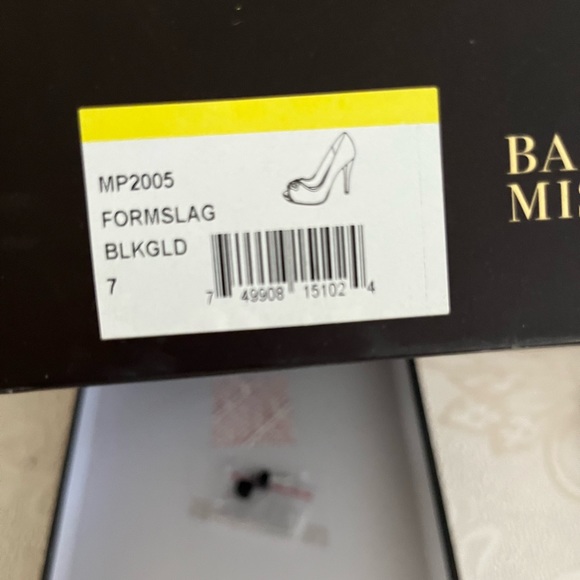 MP2005
FORMSLAG
BLKGLD
7
7 49908 15102 4
BA
MIS